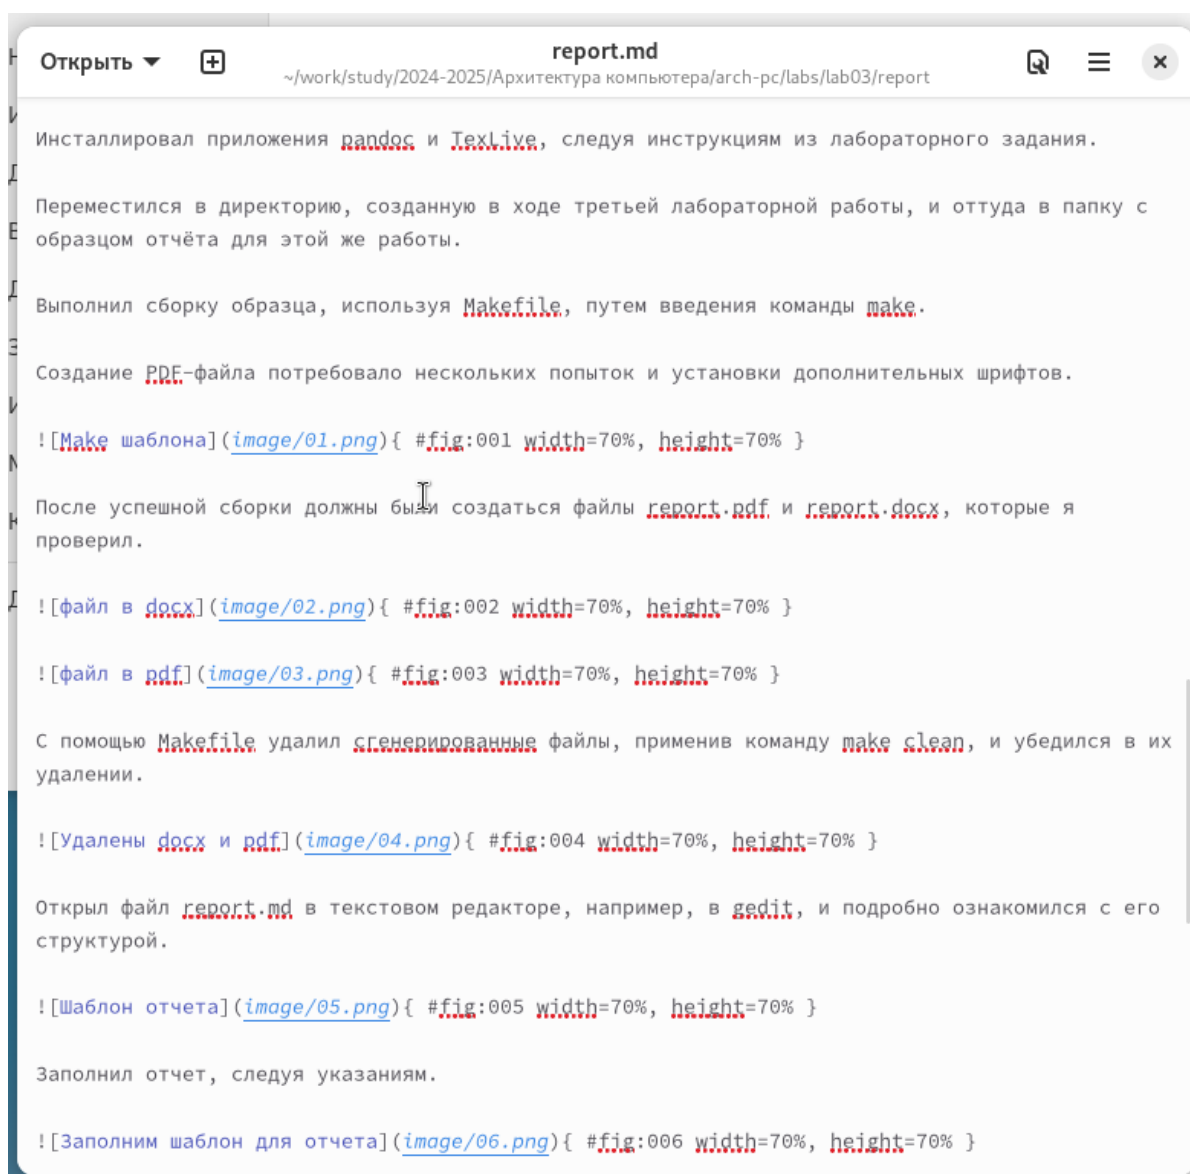 Открыть
report.md
~/work/study/2024-2025/Архитектура компьютера/arch-pc/labs/lab03/report
Инсталлировал приложения pandoc и TexLive, следуя инструкциям из лабораторного задания.
Переместился в директорию, созданную в ходе третьей лабораторной работы, и оттуда в папку с
образцом отчёта для этой же работы.
Выполнил сборку образца, используя Makefile, путем введения команды make.
Создание PDF-файла потребовало нескольких попыток и установки дополнительных шрифтов.
![Make шаблона](image/01.png){ #fig:001 width=70%, height=70% }
После успешной сборки должны были создаться файлы report.pdf и report.docx, которые я
проверил.
![файл в docx](image/02.png){ #fig:002 width=70%, height=70% }
![файл в pdf](image/03.png){ #fig:003 width=70%, height=70% }
С помощью Makefile удалил сгенерированные файлы, применив команду make clean, и убедился в их
удалении.
![Удалены docx и pdf](image/04.png){ #fig:004 width=70%, height=70% }
Открыл файл report.md в текстовом редакторе, например, в gedit, и подробно ознакомился с его
структурой.
![Шаблон отчета](image/05.png){ #fig:005 width=70%, height=70% }
Заполнил отчет, следуя указаниям.
![Заполним шаблон для отчета](image/06.png){ #fig:006 width=70%, height=70% }